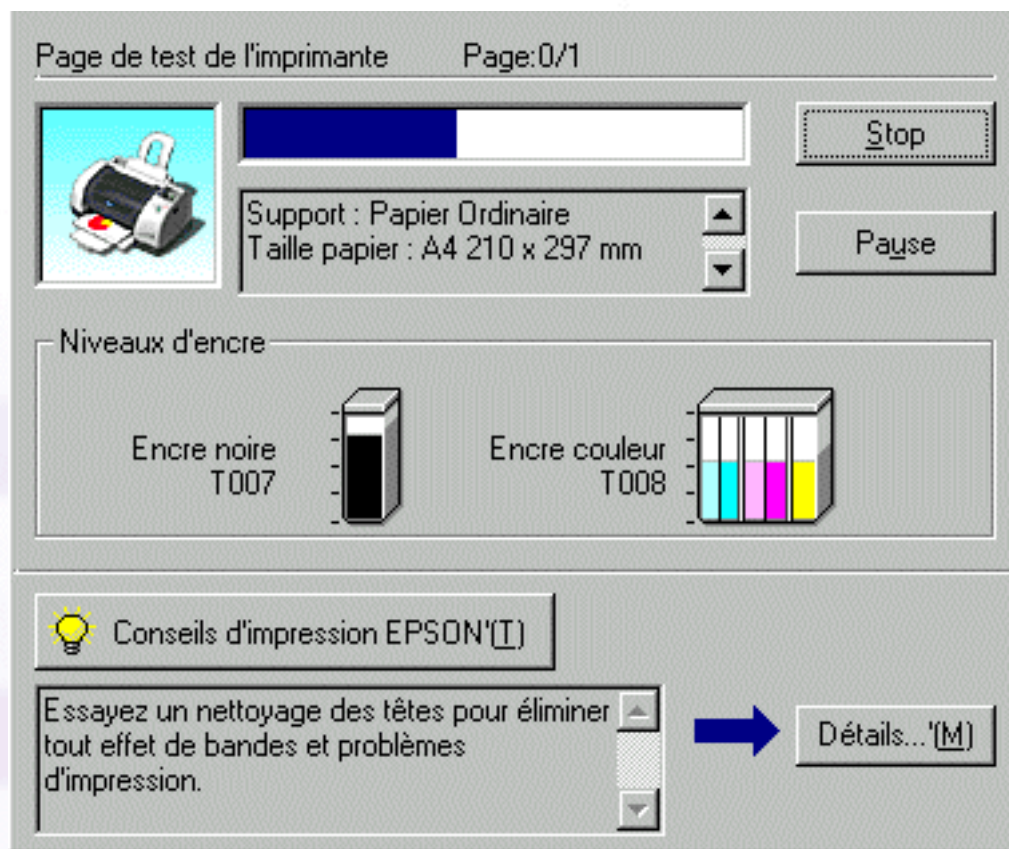 Page de test de l'imprimante Page:0/1
Stop
Support : Papier Ordinaire
Taille papier : A4 210 x 297 mm
Pause
Niveaux d'encre
Encre noire
T007
Encre couleur
T008
Conseils d'impression EPSON'(T)
Essayez un nettoyage des têtes pour éliminer
tout effet de bandes et problèmes
d'impression.
Détails...'(M)